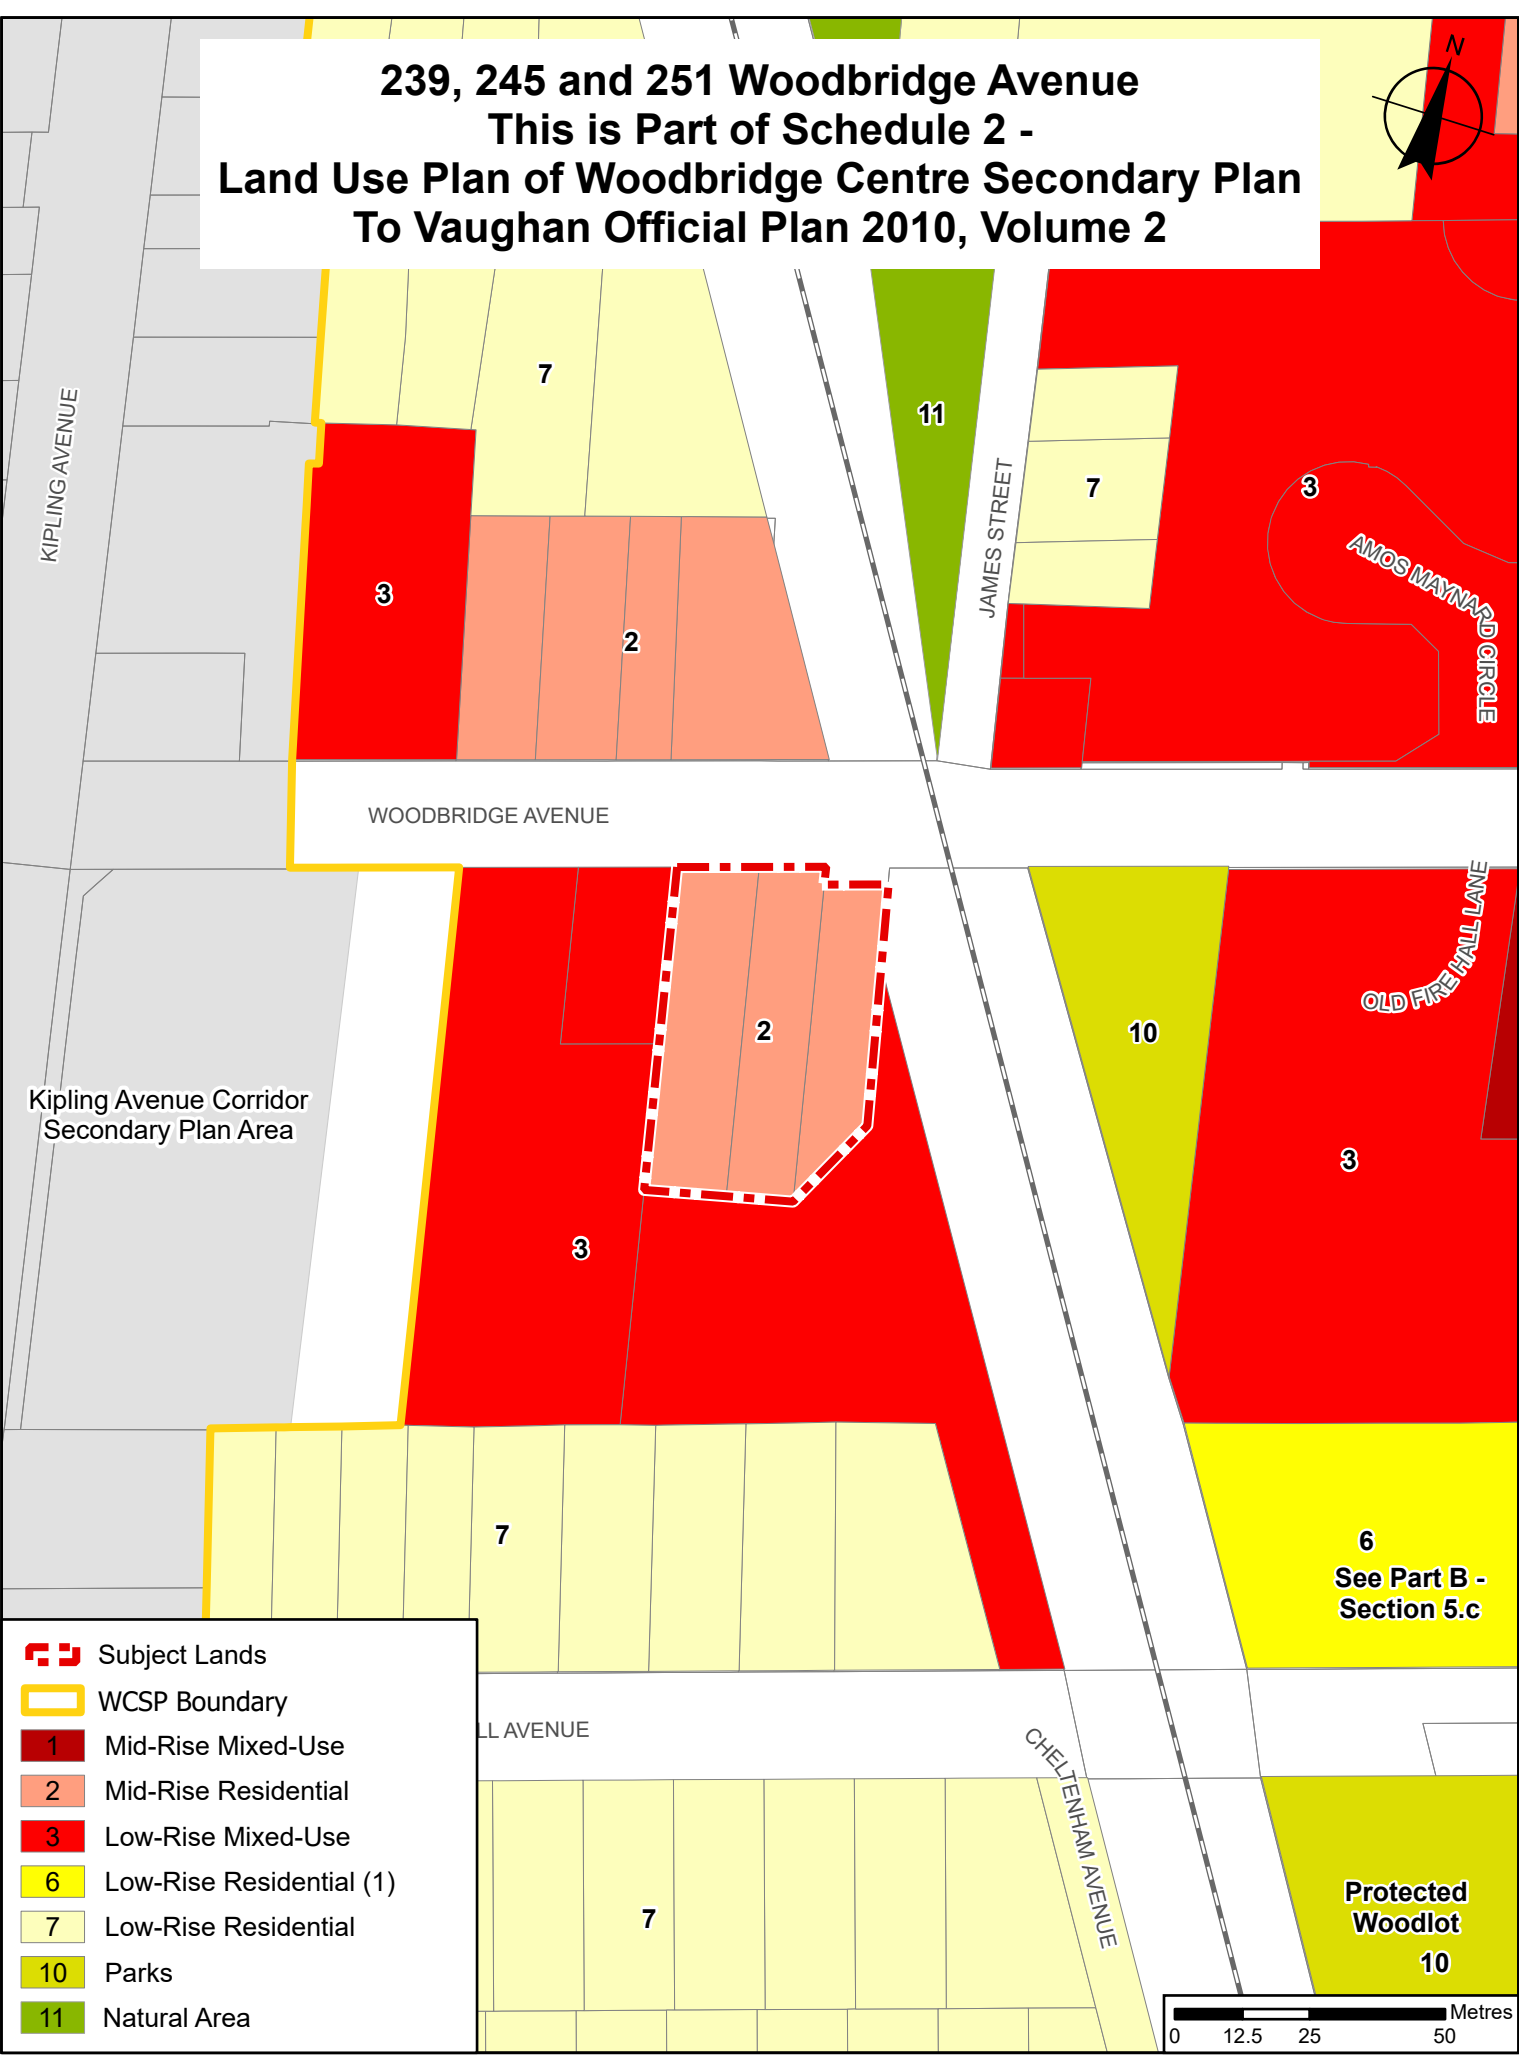 239, 245 and 251 Woodbridge Avenue
This is Part of Schedule 2 -
Land Use Plan of Woodbridge Centre Secondary Plan
To Vaughan Official Plan 2010, Volume 2
N
7
11
KIPLING AVENUE
JAMES STREET
7
3
AMOS MAYNARD CIRCLE
3
2
WOODBRIDGE AVENUE
OLD FIRE HALL LANE
2
10
Kipling Avenue Corridor
Secondary Plan Area
3
3
7
6
See Part B -
Section 5.c
LL AVENUE
CHELTENHAM AVENUE
7
Protected
Woodlot
10
Subject Lands
WCSP Boundary
1 Mid-Rise Mixed-Use
2 Mid-Rise Residential
3 Low-Rise Mixed-Use
6 Low-Rise Residential (1)
7 Low-Rise Residential
10 Parks
11 Natural Area
Metres
0 12.5 25 50